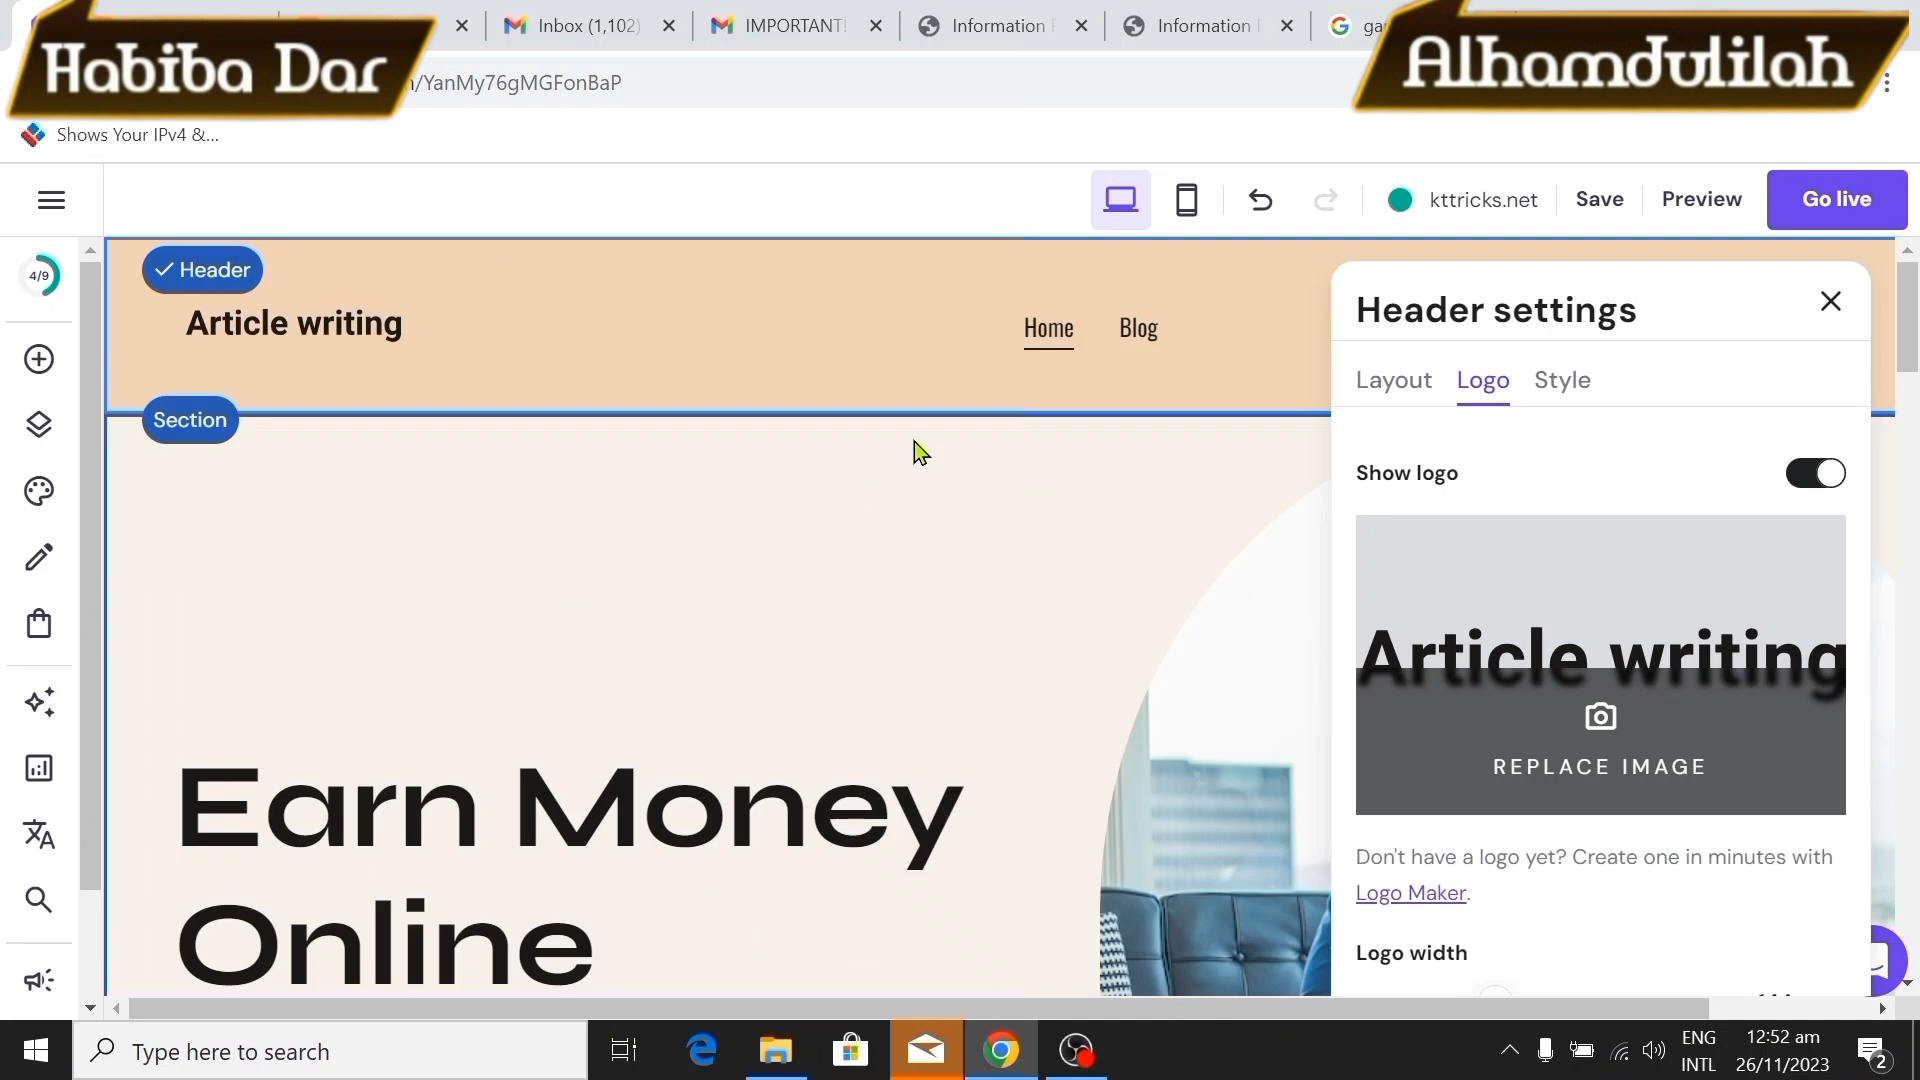 Habiba Dar
Alhamdulilah
Inbox (1,102)
IMPORTANT!
Information
Information
/YanMy76gMGFonBaP
Shows Your IPv4 &...
kttricks.net
Save
Preview
Go live
4/9
Header
Article writing
Home
Blog
Section
Earn Money
Online
Header settings
Layout
Logo
Style
Show logo
Article writing
REPLACE IMAGE
Don't have a logo yet? Create one in minutes with
Logo Maker.
Logo width
Type here to search
ENG
INTL
12:52 am
26/11/2023
2